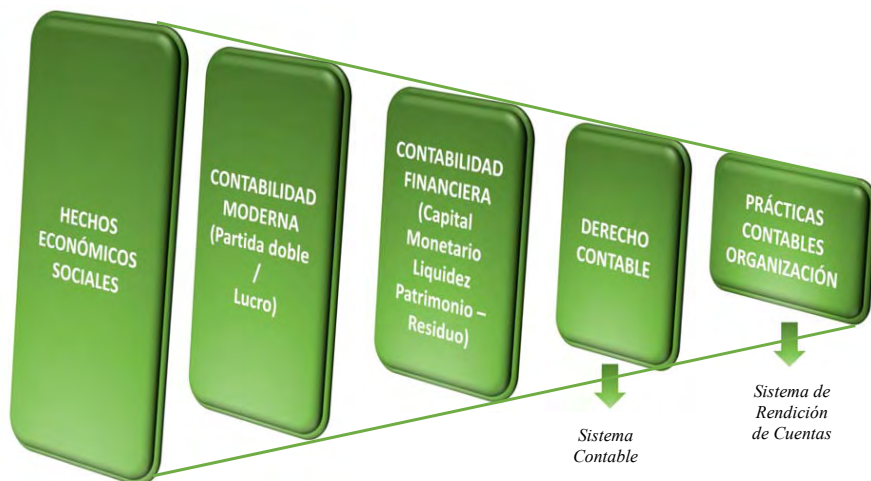 HECHOS
ECONÓMICOS
SOCIALES
CONTABILIDAD
MODERNA
(Partida doble
/
Lucro)
CONTABILIDAD
FINANCIERA
(Capital
Monetario
Liquidez
Patrimonio –
Residuo)
DERECHO
CONTABLE
PRÁCTICAS
CONTABLES
ORGANIZACIÓN
Sistema
Contable
Sistema de
Rendición
de Cuentas